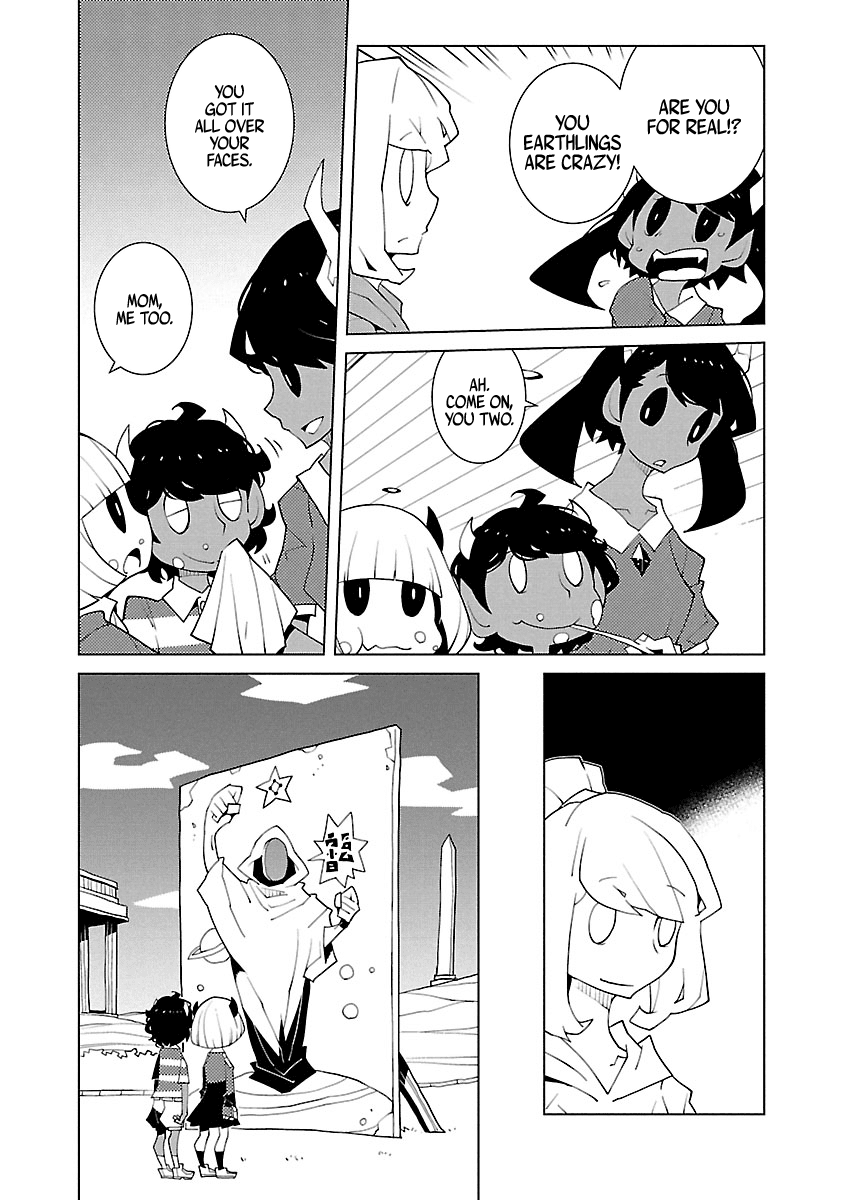 ARE YOU
FOR REAL!?
YOU
EARTHLINGS
ARE CRAZY!
AH.
COME ON,
YOU TWO.
YOU
GOT IT
ALL OVER
YOUR
FACES.
MOM,
ME TOO.